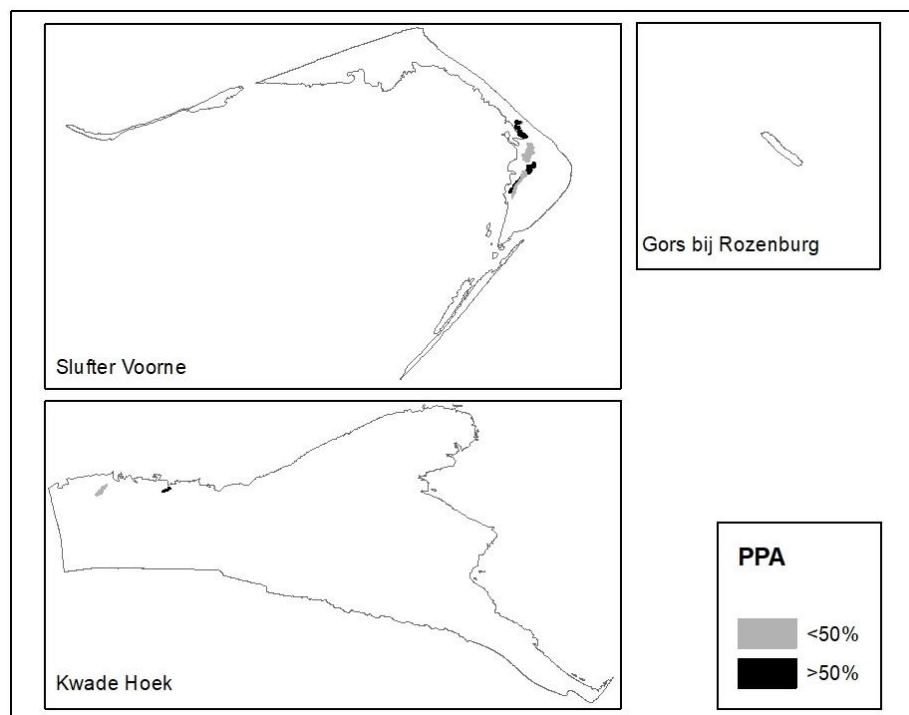 Slufter Voorne
Gors bij Rozenburg
Kwade Hoek
PPA
<50%
>50%